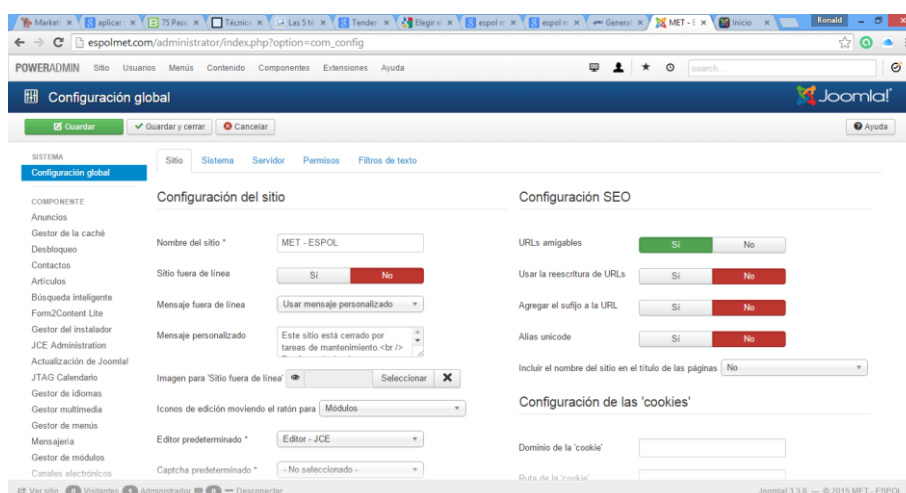 Marketi
aplicar
75 Paso
Técnica
Las 5 ti
Tender
Elegir el
espol m
espol m
General
MET - E
Inicio
Ronald
espolmet.com/administrator/index.php?option=com_config
POWERADMIN Sitio Usuarios Menús Contenido Componentes Extensiones Ayuda
search...
Configuración global
Joomla!
Guardar
Guardar y cerrar
Cancelar
Ayuda
SISTEMA
Configuración global
COMPONENTE
Anuncios
Gestor de la caché
Desbloqueo
Contactos
Artículos
Búsqueda inteligente
Form2Content Lite
Gestor del instalador
JCE Administration
Actualización de Joomla!
JTAG Calendario
Gestor de idiomas
Gestor multimedia
Gestor de menús
Mensajería
Gestor de módulos
Canales electrónicos
Sitio Sistema Servidor Permisos Filtros de texto
Configuración del sitio
Nombre del sitio * MET - ESPOL
Sitio fuera de línea Sí No
Mensaje fuera de línea Usar mensaje personalizado
Mensaje personalizado Este sitio está cerrado por
tareas de mantenimiento.<br />
Imagen para 'Sitio fuera de línea' Seleccionar
Iconos de edición moviendo el ratón para Módulos
Editor predeterminado * Editor - JCE
Captcha predeterminado * - No seleccionado -
Configuración SEO
URLs amigables Sí No
Usar la reescritura de URLs Sí No
Agregar el sufijo a la URL Sí No
Alias unicode Sí No
Incluir el nombre del sitio en el título de las páginas No
Configuración de las 'cookies'
Dominio de la 'cookie'
Ruta de la 'cookie'
Ver sitio 0 Visitantes 1 Administrador 0 Desconectar
Joomla! 3.3.6 — © 2015 MET - ESPOL